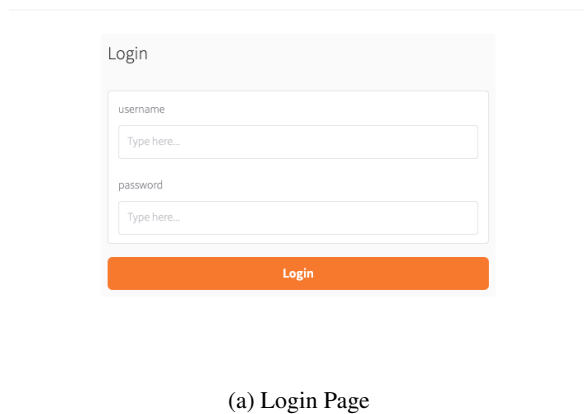 Login
username
Type here...
password
Type here...
Login
(a) Login Page